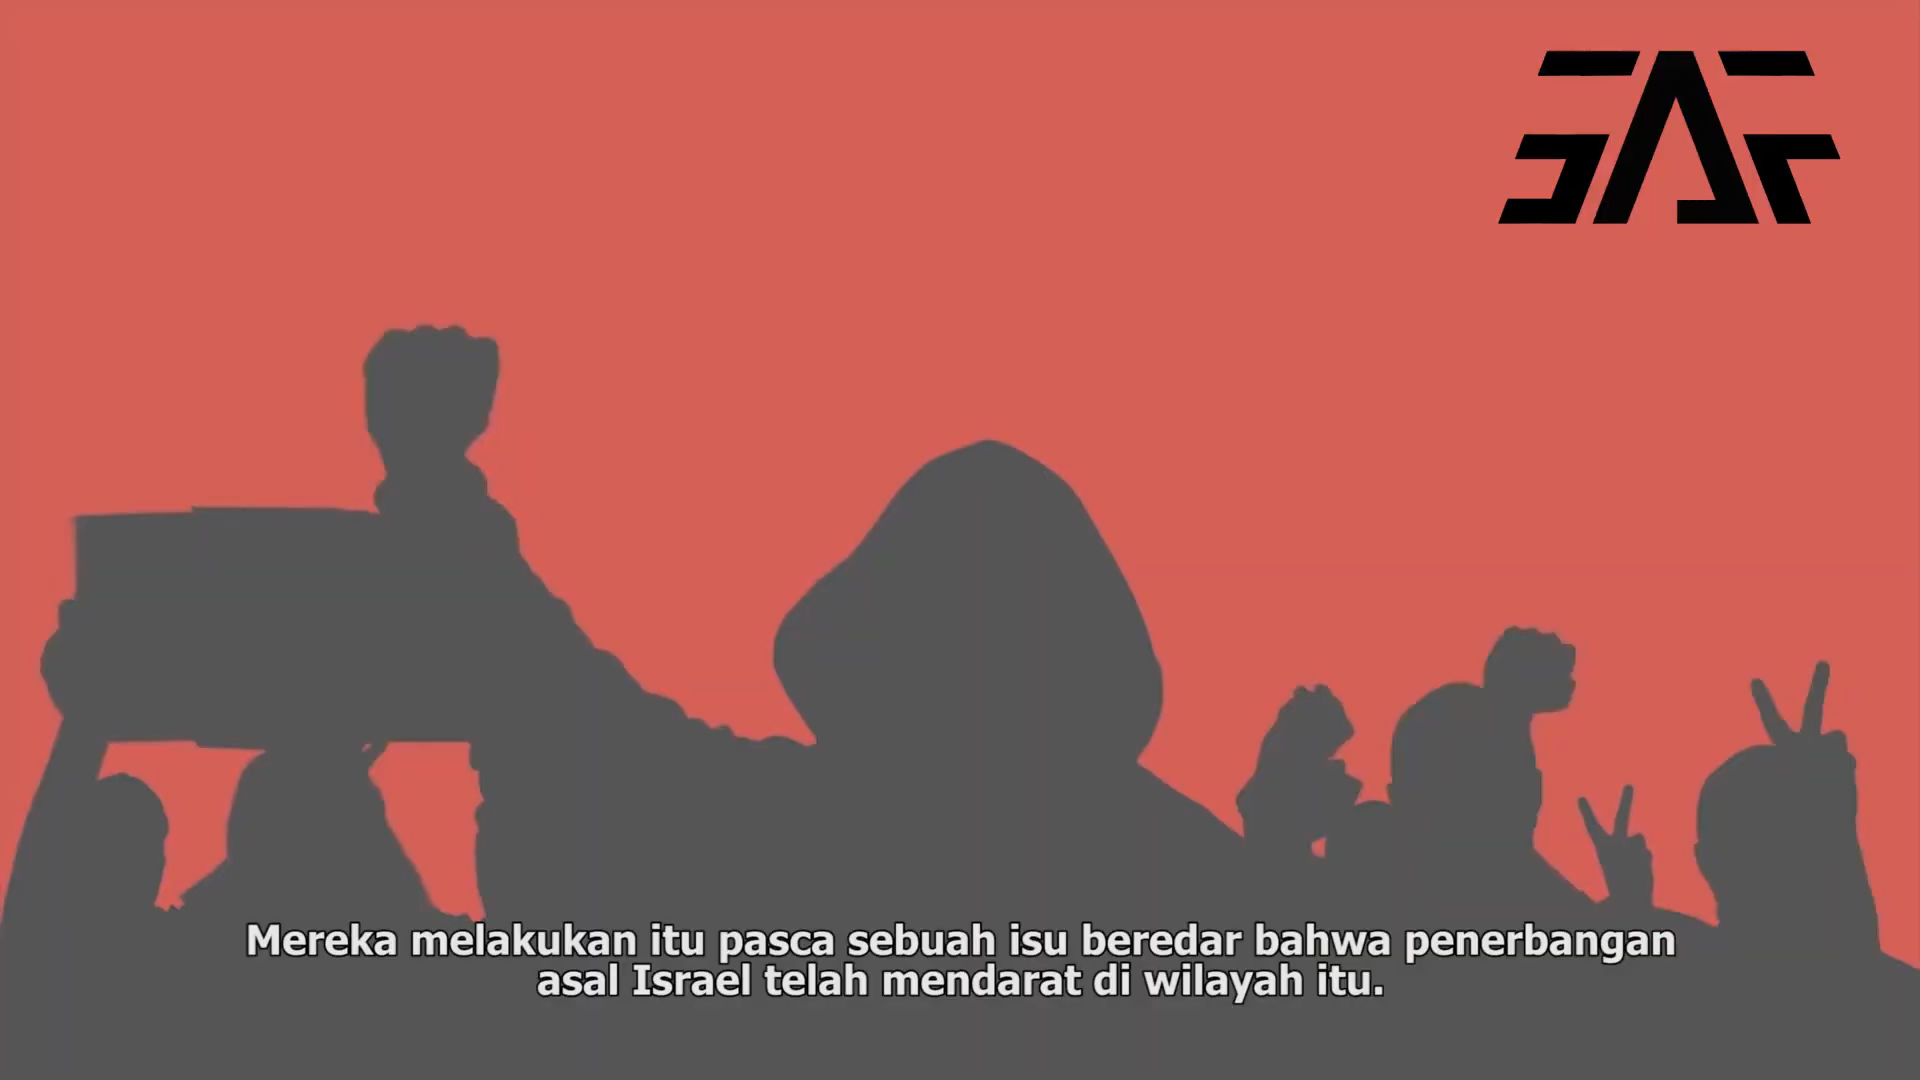 Mereka melakukan itu pasca sebuah isu beredar bahwa penerbangan
asal Israel telah mendarat di wilayah itu.